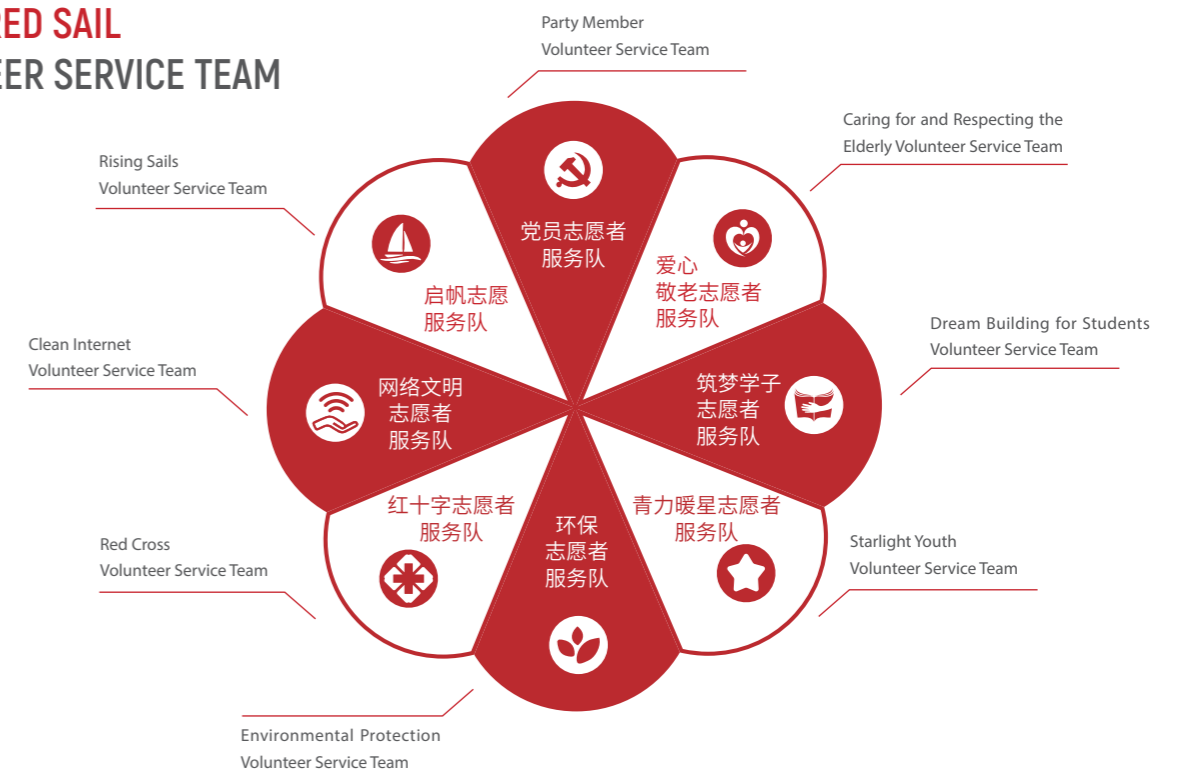 RED SAIL
EER SERVICE TEAM
Party Member
Volunteer Service Team
Caring for and Respecting the
Elderly Volunteer Service Team
Rising Sails
Volunteer Service Team
党员志愿者
服务队
爱心
敬老志愿者
服务队
启帆志愿
服务队
Dream Building for Students
Volunteer Service Team
Clean Internet
Volunteer Service Team
网络文明
志愿者
服务队
筑梦学子
志愿者
服务队
红十字志愿者
服务队
环保
志愿者
服务队
青力暖星志愿者
服务队
Red Cross
Volunteer Service Team
Starlight Youth
Volunteer Service Team
Environmental Protection
Volunteer Service Team